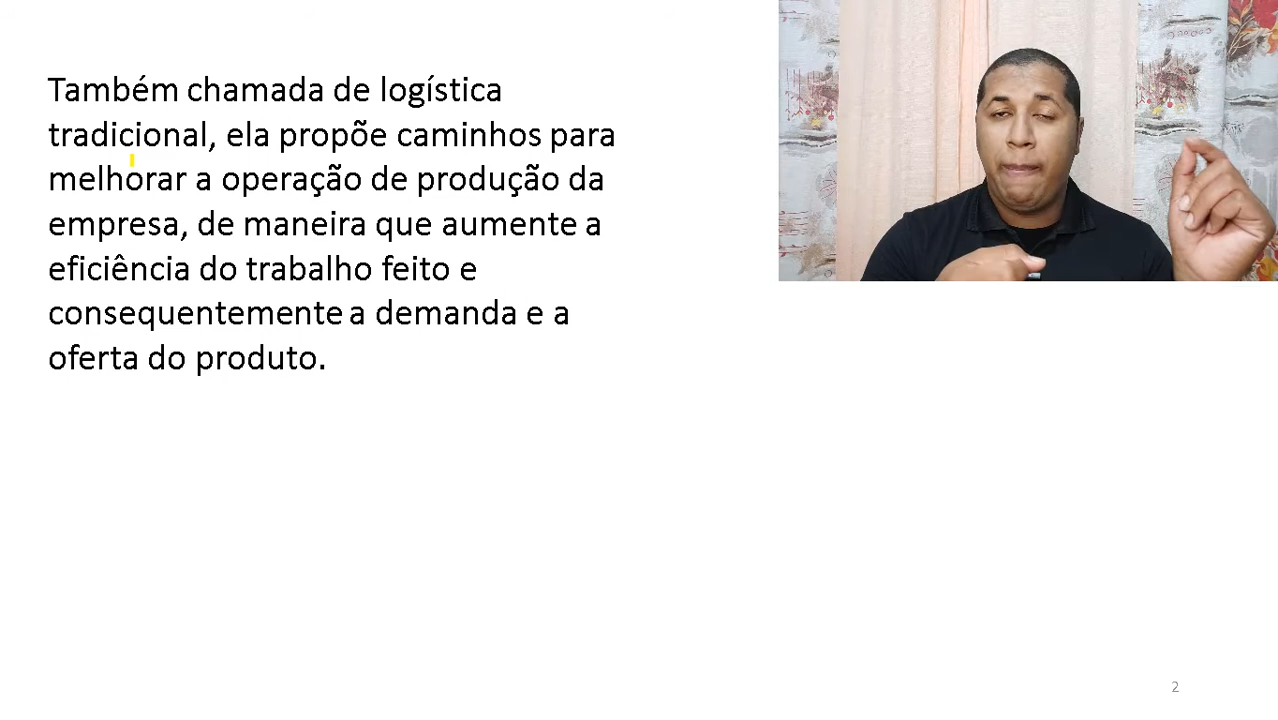 Também chamada de logística
tradicional, ela propõe caminhos para
melhorar a operação de produção da
empresa, de maneira que aumente a
eficiência do trabalho feito e
consequentemente a demanda e a
oferta do produto.
2